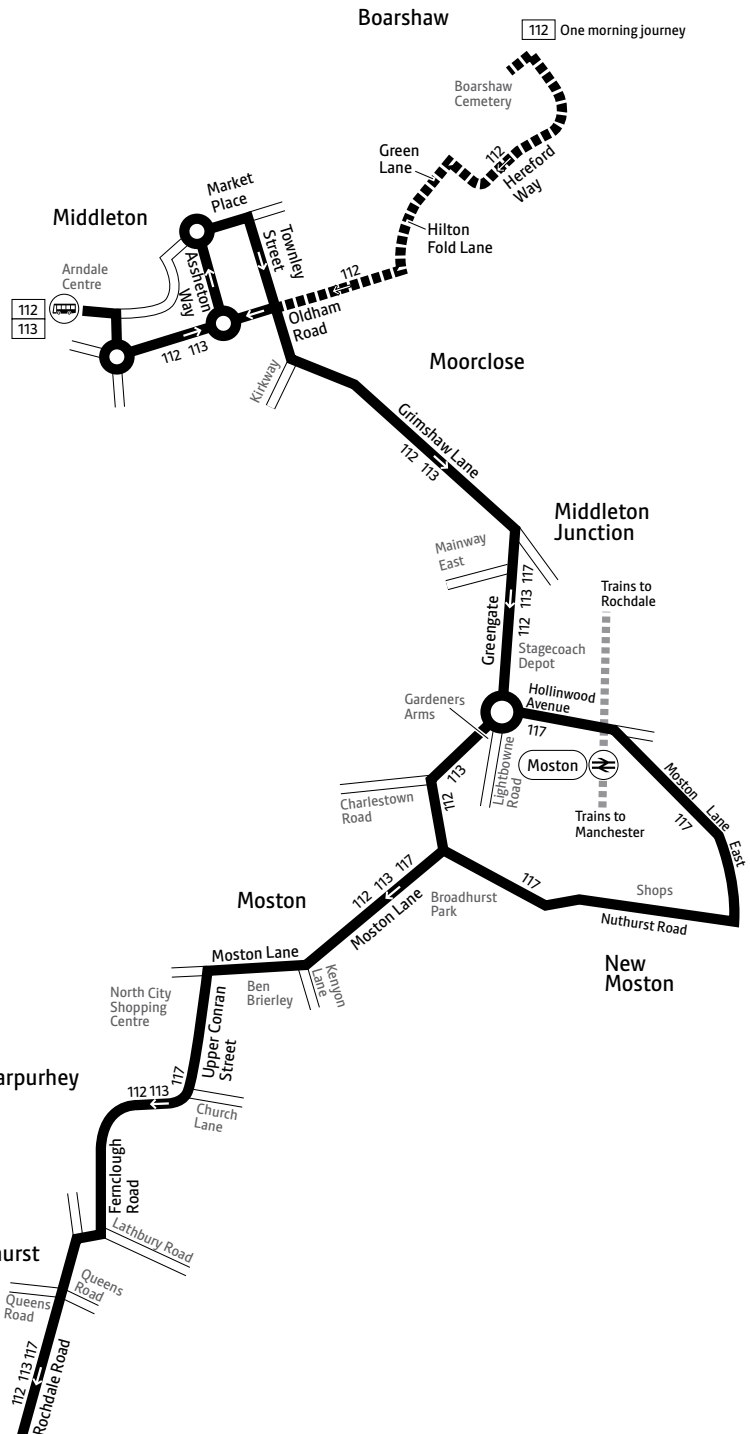 Boarshaw
112 One morning journey
Boarshaw
Cemetery
Green
Lane
112
Hereford
Way
Market
Place
Middleton
Hilton
Fold Lane
Townley
Street
Arndale
Centre
Assheton
Way
112
112
113
Oldham
Road
112 113
Kirkway
Moorclose
Grimshaw Lane
112 113
Middleton
Junction
Mainway
East
Trains to
Rochdale
112 113 117
Greengate
Stagecoach
Depot
Gardeners
Arms
Hollinwood
Avenue
117
Lightbowne
Road
Moston
113
112
Charlestown
Road
Trains to
Manchester
Moston Lane East
117
112 113 117
Moston Lane
117
Broadhurst
Park
Shops
Nuthurst Road
Moston
New
Moston
Moston Lane
Kenyon
Lane
Ben
Brierley
North City
Shopping
Centre
Upper Conran
Street
117
arpurhey
112 113
Church
Lane
Fernclough
Road
Lathbury Road
hurst
Queens
Road
Queens
Road
112 113 117
Rochdale Road